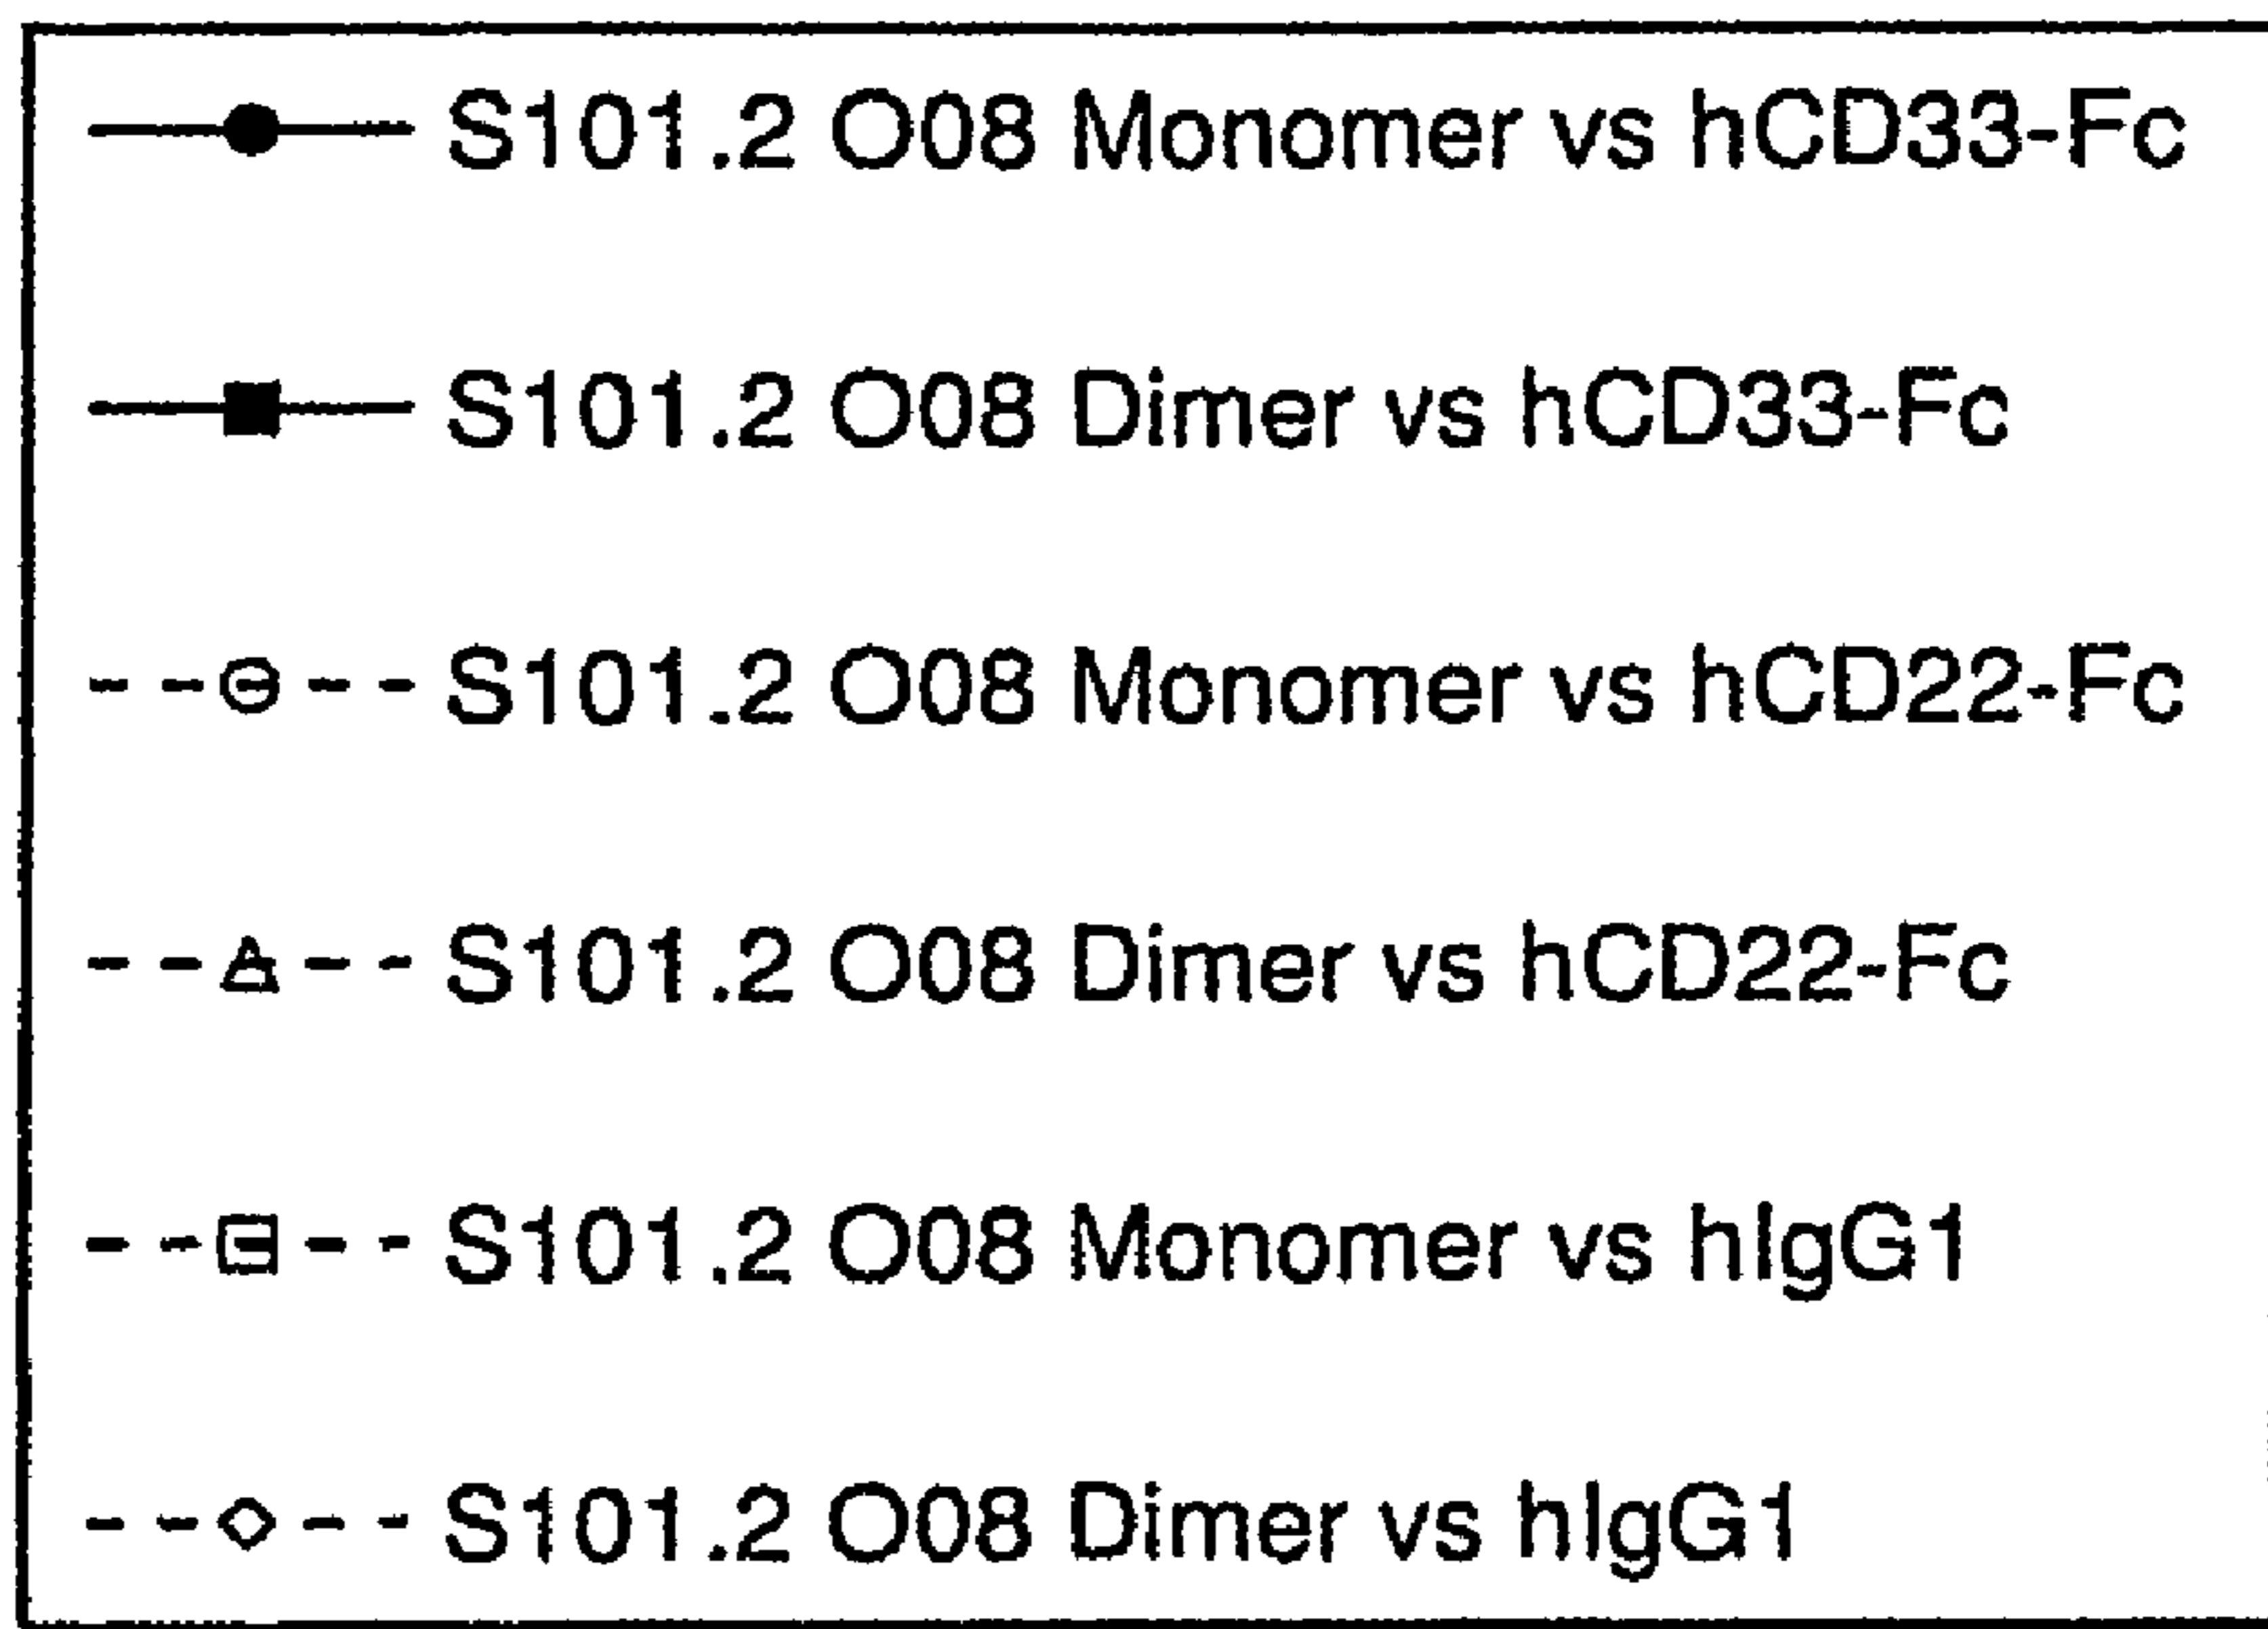 S101.2 O08 Monomer vs hCD33-Fc
S101.2 O08 Dimer vs hCD33-Fc
S101.2 O08 Monomer vs hCD22-Fc
S101.2 O08 Dimer vs hCD22-Fc
S101.2 O08 Monomer vs hIgG1
S101.2 O08 Dimer vs hIgG1